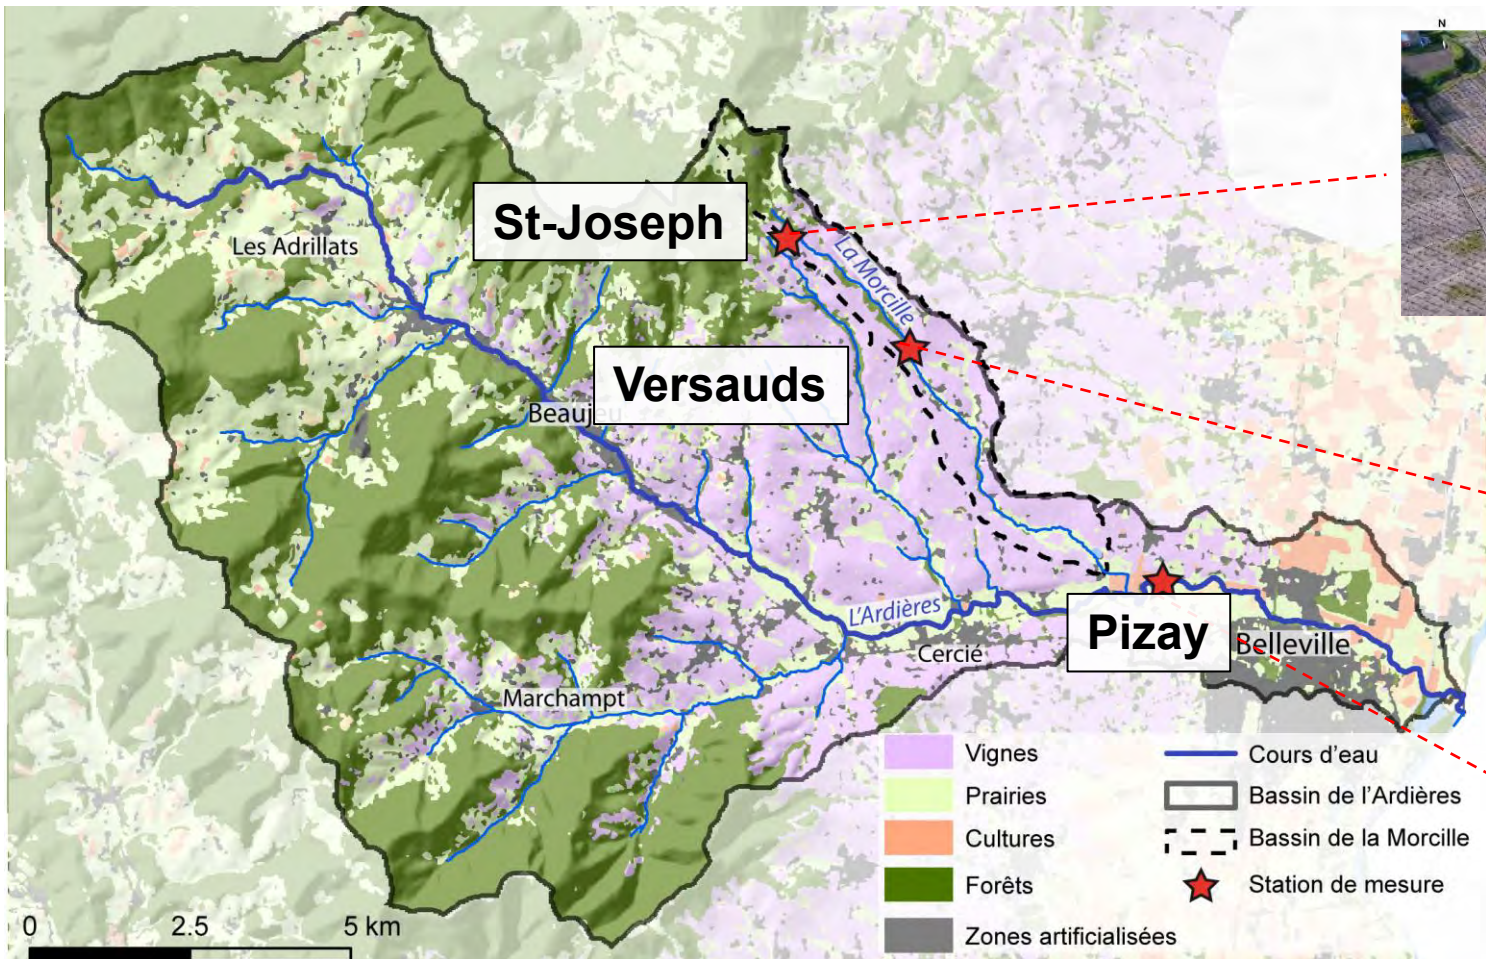 N
St-Joseph
Les Adrillats
La Morcille
Versauds
Beaujeu
L'Ardières
Cercié
Pizay
Belleville
Marchampt
Vignes
Prairies
Cultures
Forêts
Zones artificialisées
Cours d'eau
Bassin de l'Ardières
Bassin de la Morcille
Station de mesure
0 2.5 5 km